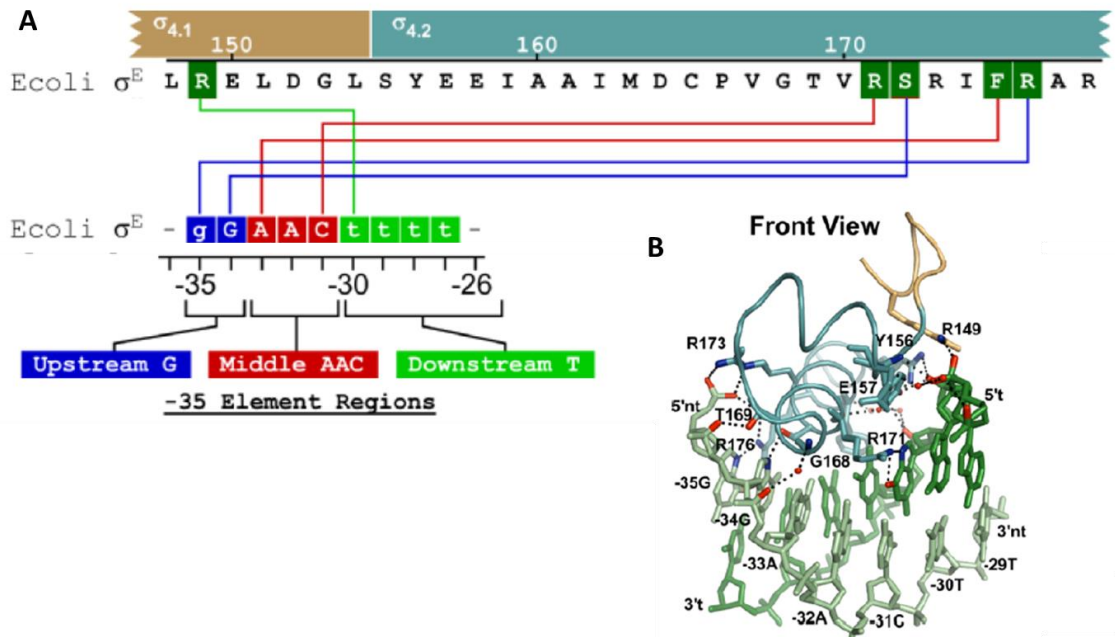 A
σ4.1 σ4.2
150 160 170
Ecoli σE L R E L D G L S Y E E I A A I M D C P V G T V R S R I F R A R
Ecoli σE - g G A A C t t t t -
-35 -30 -26
Upstream G Middle AAC Downstream T
-35 Element Regions
B
Front View
R149
R173
Y156
E157
5'nt
5't
T169
R176
R171
G168
-35G
-34G
3'nt
-33A
-29T
-30T
3't
-32A
-31C